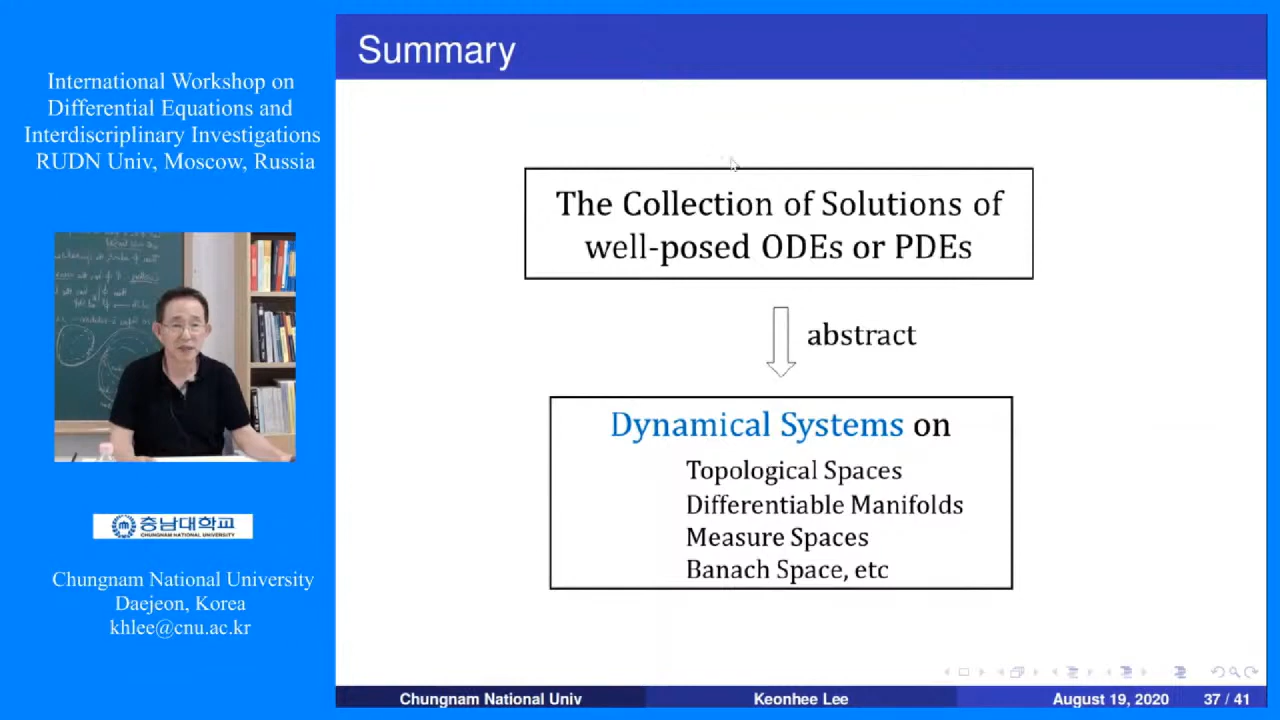 International Workshop on
Differential Equations and
Interdisciplinary Investigations
RUDN Univ, Moscow, Russia
충남대학교
CHUNGNAM NATIONAL UNIVERSITY
Chungnam National University
Daejeon, Korea
khlee@cnu.ac.kr
Summary
The Collection of Solutions of
well-posed ODEs or PDEs
abstract
Dynamical Systems on
Topological Spaces
Differentiable Manifolds
Measure Spaces
Banach Space, etc
Chungnam National Univ Keonhee Lee August 19, 2020 37 / 41